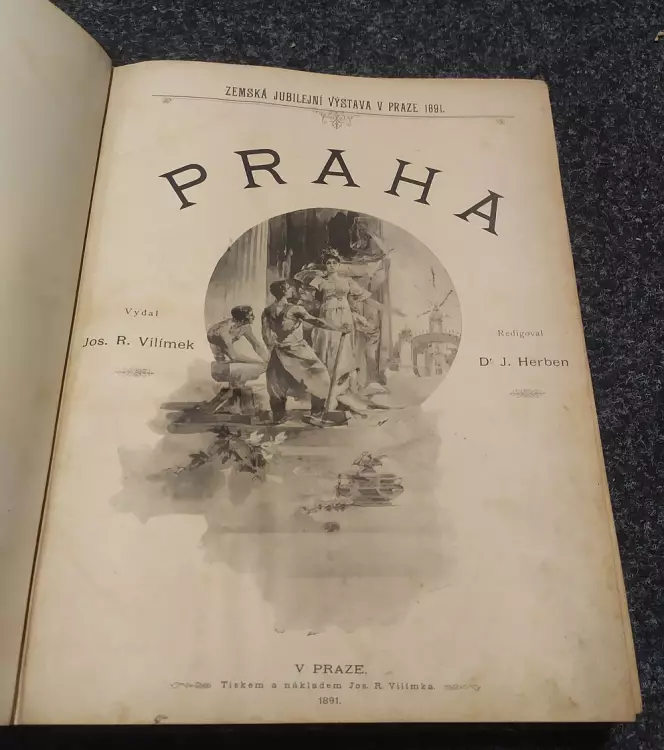 ZEMSKÁ JUBILEJNÍ VÝSTAVA V PRAZE 1891.
PRAHA
Vydal
Jos. R. Vilímek
Redigoval
Dr J. Herben
V PRAZE.
Tiskem a nákladem Jos. R. Vilímka.
1891.